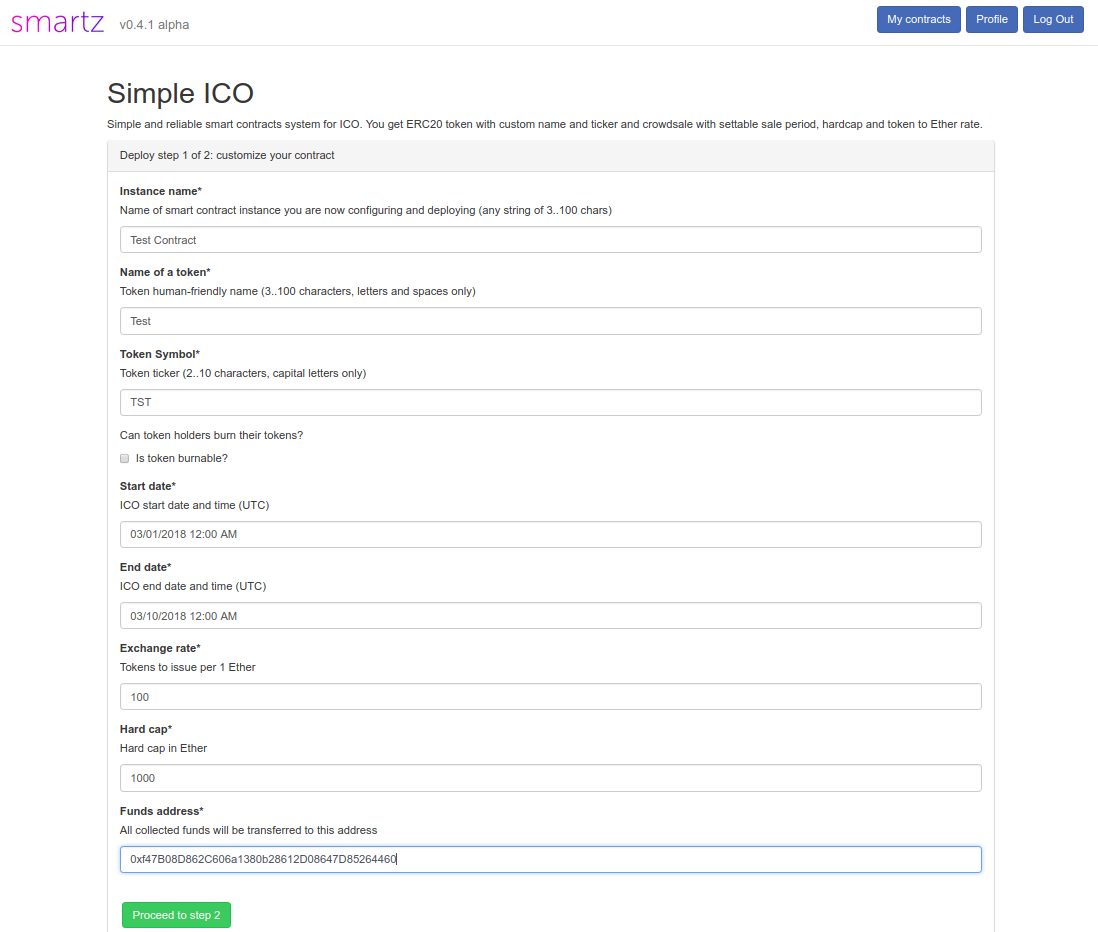 smartz v0.4.1 alpha My contracts Profile Log Out
Simple ICO
Simple and reliable smart contracts system for ICO. You get ERC20 token with custom name and ticker and crowdsale with settable sale period, hardcap and token to Ether rate.
Deploy step 1 of 2: customize your contract
Instance name*
Name of smart contract instance you are now configuring and deploying (any string of 3..100 chars)
Test Contract
Name of a token*
Token human-friendly name (3..100 characters, letters and spaces only)
Test
Token Symbol*
Token ticker (2..10 characters, capital letters only)
TST
Can token holders burn their tokens?
Is token burnable?
Start date*
ICO start date and time (UTC)
03/01/2018 12:00 AM
End date*
ICO end date and time (UTC)
03/10/2018 12:00 AM
Exchange rate*
Tokens to issue per 1 Ether
100
Hard cap*
Hard cap in Ether
1000
Funds address*
All collected funds will be transferred to this address
0xf47B08D862C606a1380b28612D08647D85264460
Proceed to step 2